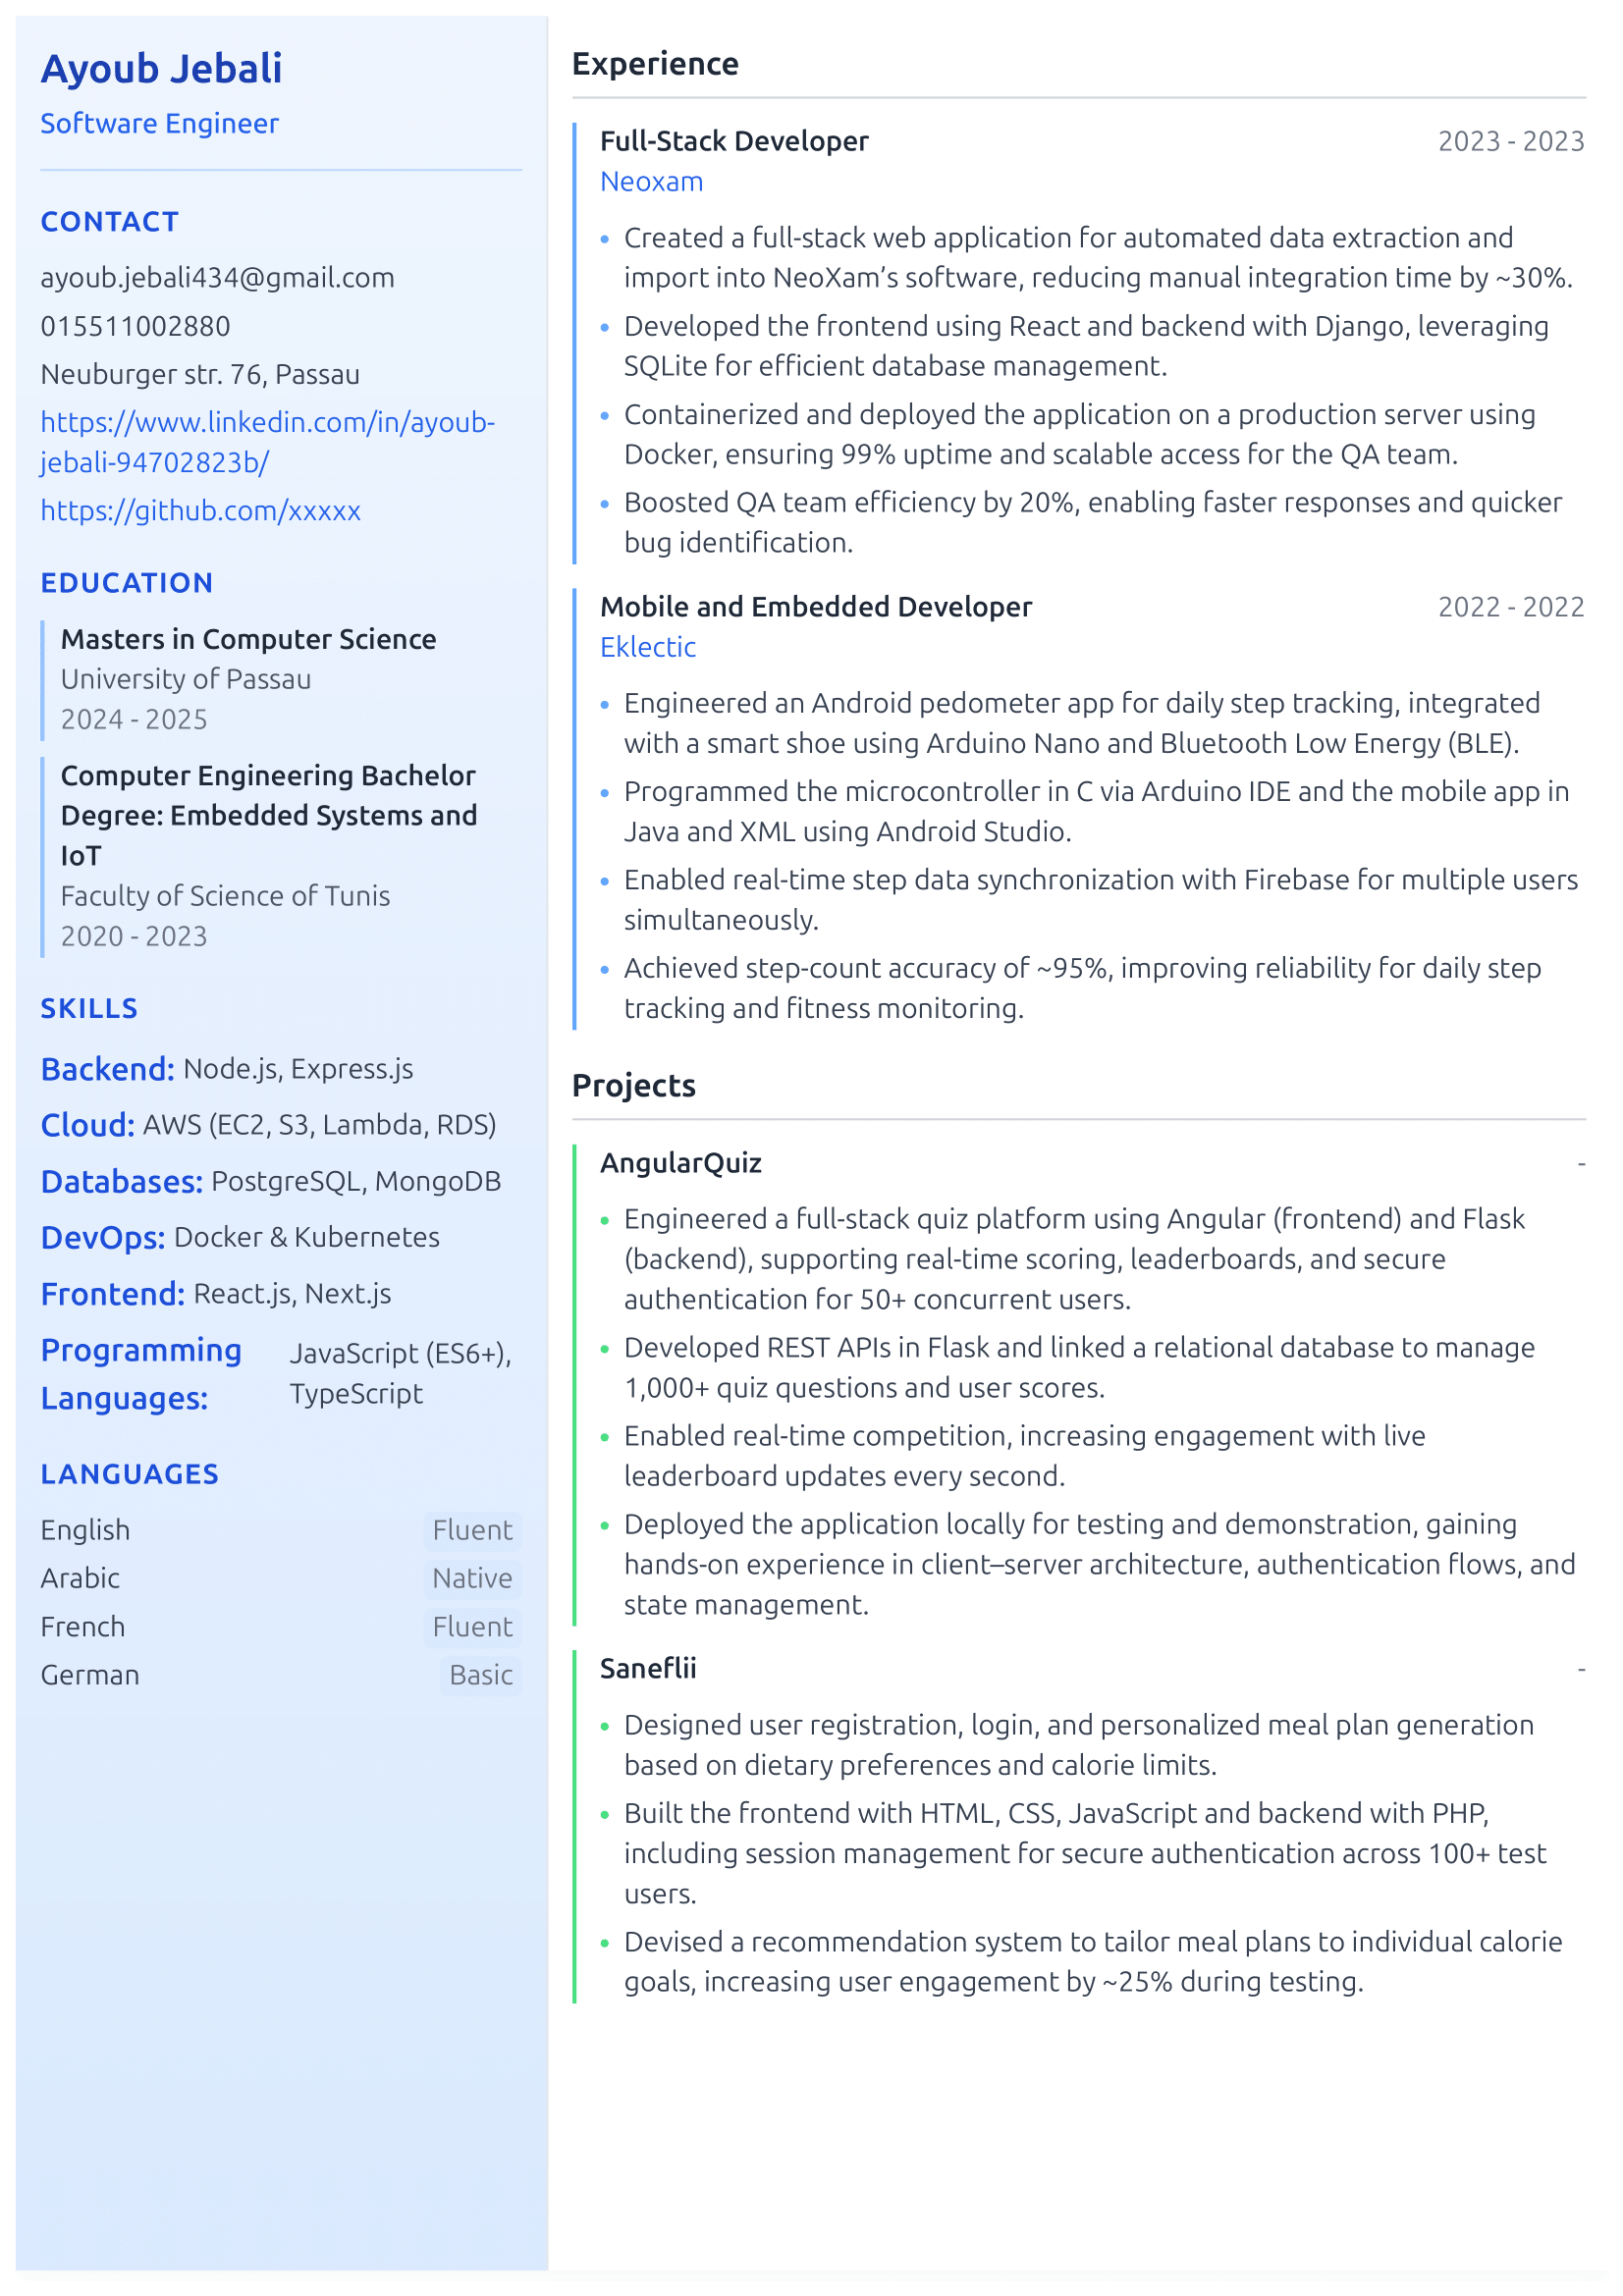 Ayoub Jebali
Software Engineer
CONTACT
ayoub.jebali434@gmail.com
015511002880
Neuburger str. 76, Passau
https://www.linkedin.com/in/ayoub-
jebali-94702823b/
https://github.com/xxxxx
EDUCATION
Masters in Computer Science
University of Passau
2024 - 2025
Computer Engineering Bachelor
Degree: Embedded Systems and
IoT
Faculty of Science of Tunis
2020 - 2023
SKILLS
Backend: Node.js, Express.js
Cloud: AWS (EC2, S3, Lambda, RDS)
Databases: PostgreSQL, MongoDB
DevOps: Docker & Kubernetes
Frontend: React.js, Next.js
Programming JavaScript (ES6+),
Languages: TypeScript
LANGUAGES
English Fluent
Arabic Native
French Fluent
German Basic
Experience
Full-Stack Developer 2023 - 2023
Neoxam
• Created a full-stack web application for automated data extraction and
import into NeoXam’s software, reducing manual integration time by ~30%.
• Developed the frontend using React and backend with Django, leveraging
SQLite for efficient database management.
• Containerized and deployed the application on a production server using
Docker, ensuring 99% uptime and scalable access for the QA team.
• Boosted QA team efficiency by 20%, enabling faster responses and quicker
bug identification.
Mobile and Embedded Developer 2022 - 2022
Eklectic
• Engineered an Android pedometer app for daily step tracking, integrated
with a smart shoe using Arduino Nano and Bluetooth Low Energy (BLE).
• Programmed the microcontroller in C via Arduino IDE and the mobile app in
Java and XML using Android Studio.
• Enabled real-time step data synchronization with Firebase for multiple users
simultaneously.
• Achieved step-count accuracy of ~95%, improving reliability for daily step
tracking and fitness monitoring.
Projects
AngularQuiz -
• Engineered a full-stack quiz platform using Angular (frontend) and Flask
(backend), supporting real-time scoring, leaderboards, and secure
authentication for 50+ concurrent users.
• Developed REST APIs in Flask and linked a relational database to manage
1,000+ quiz questions and user scores.
• Enabled real-time competition, increasing engagement with live
leaderboard updates every second.
• Deployed the application locally for testing and demonstration, gaining
hands-on experience in client–server architecture, authentication flows, and
state management.
Saneflii -
• Designed user registration, login, and personalized meal plan generation
based on dietary preferences and calorie limits.
• Built the frontend with HTML, CSS, JavaScript and backend with PHP,
including session management for secure authentication across 100+ test
users.
• Devised a recommendation system to tailor meal plans to individual calorie
goals, increasing user engagement by ~25% during testing.